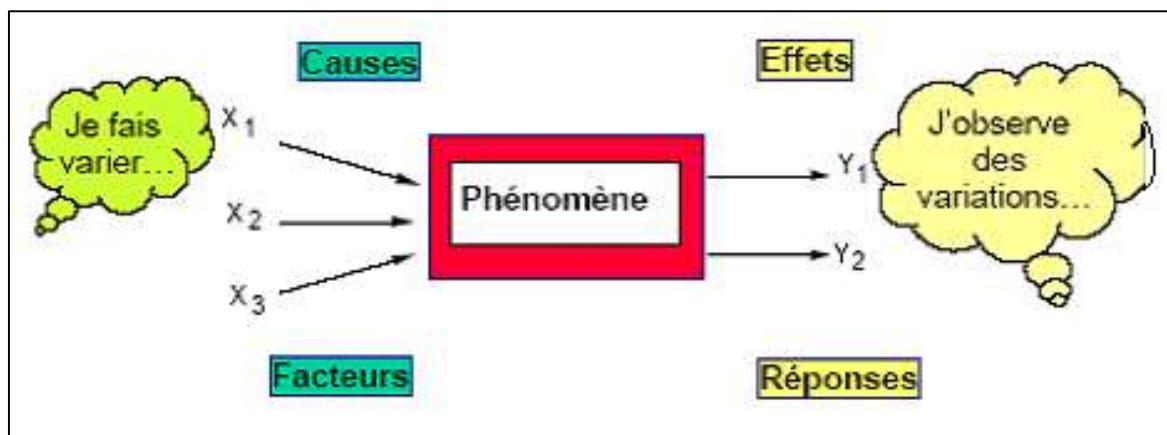 Causes
Effets
Je fais
varier...
X1
X2
X3
Phénomène
Y1
Y2
J'observe
des
variations...
Facteurs
Réponses